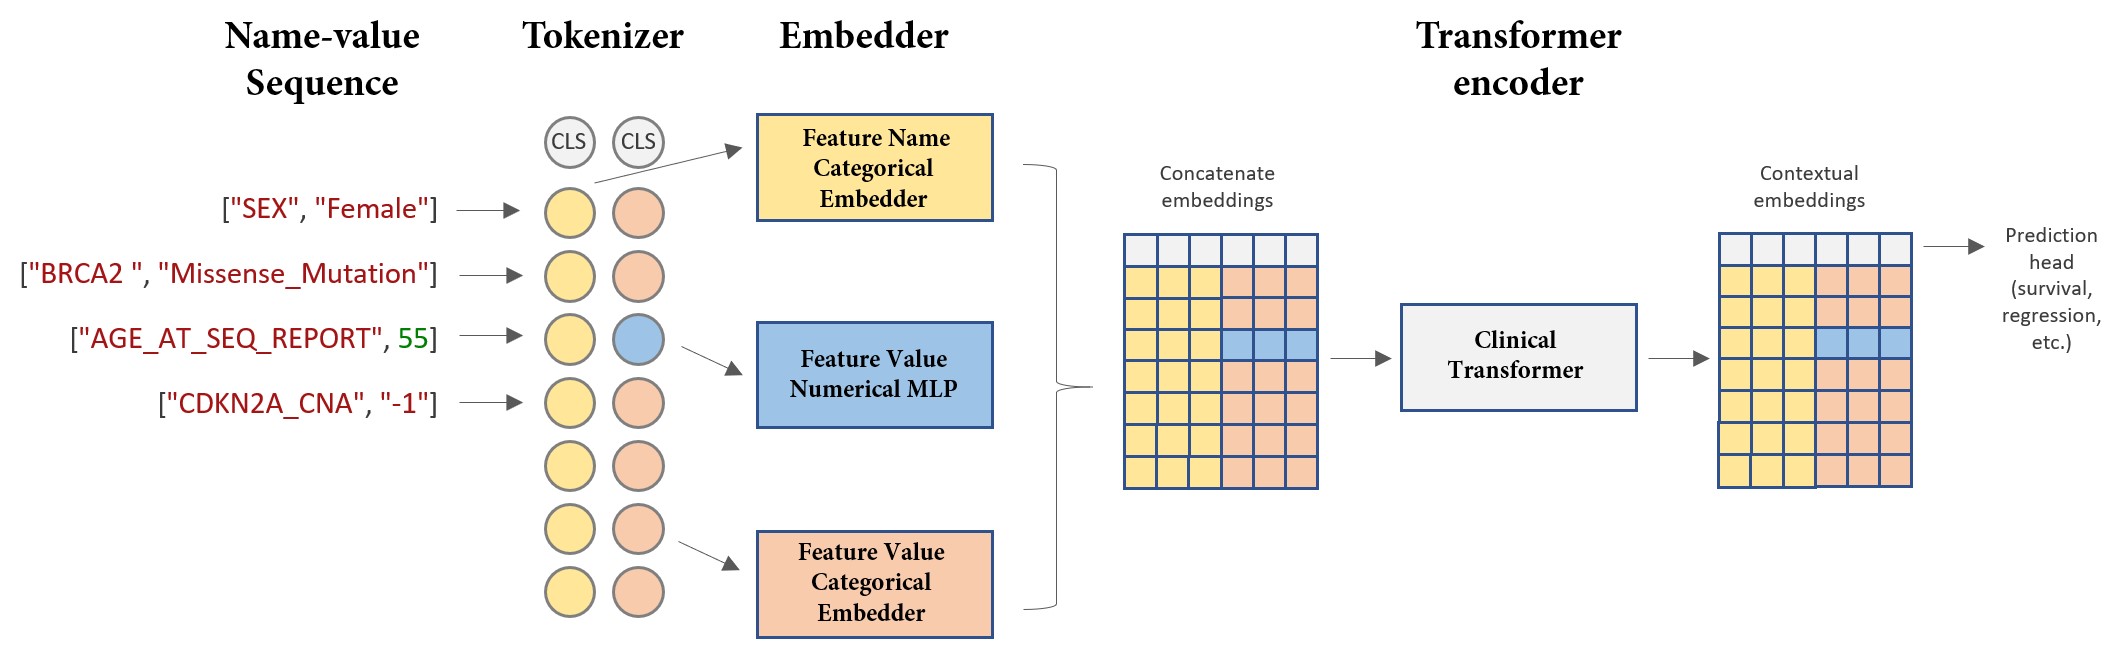 Name-value
Sequence
Tokenizer
Embedder
Transformer
encoder
CLS
CLS
["SEX", "Female"]
["BRCA2 ", "Missense_Mutation"]
["AGE_AT_SEQ_REPORT", 55]
["CDKN2A_CNA", "-1"]
Feature Name
Categorical
Embedder
Feature Value
Numerical MLP
Feature Value
Categorical
Embedder
Concatenate
embeddings
Clinical
Transformer
Contextual
embeddings
Prediction
head
(survival,
regression,
etc.)